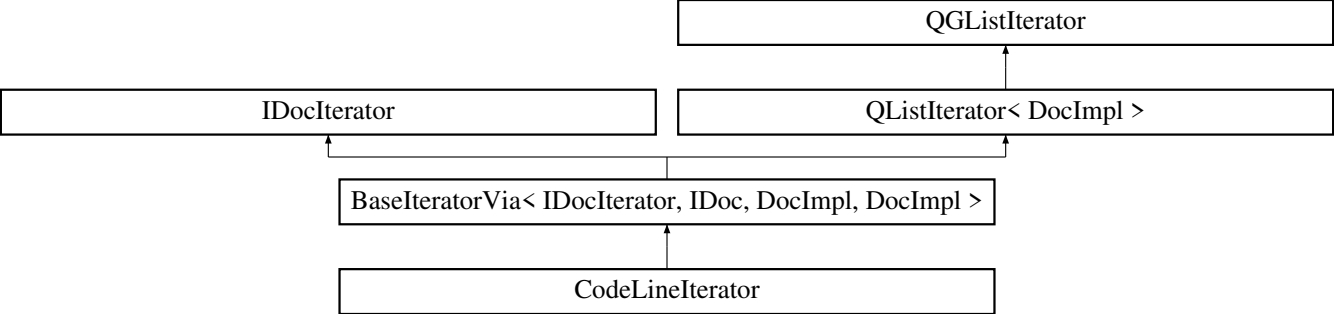 QGListIterator
IDocIterator
QListIterator< DocImpl >
BaseIteratorVia< IDocIterator, IDoc, DocImpl, DocImpl >
CodeLineIterator